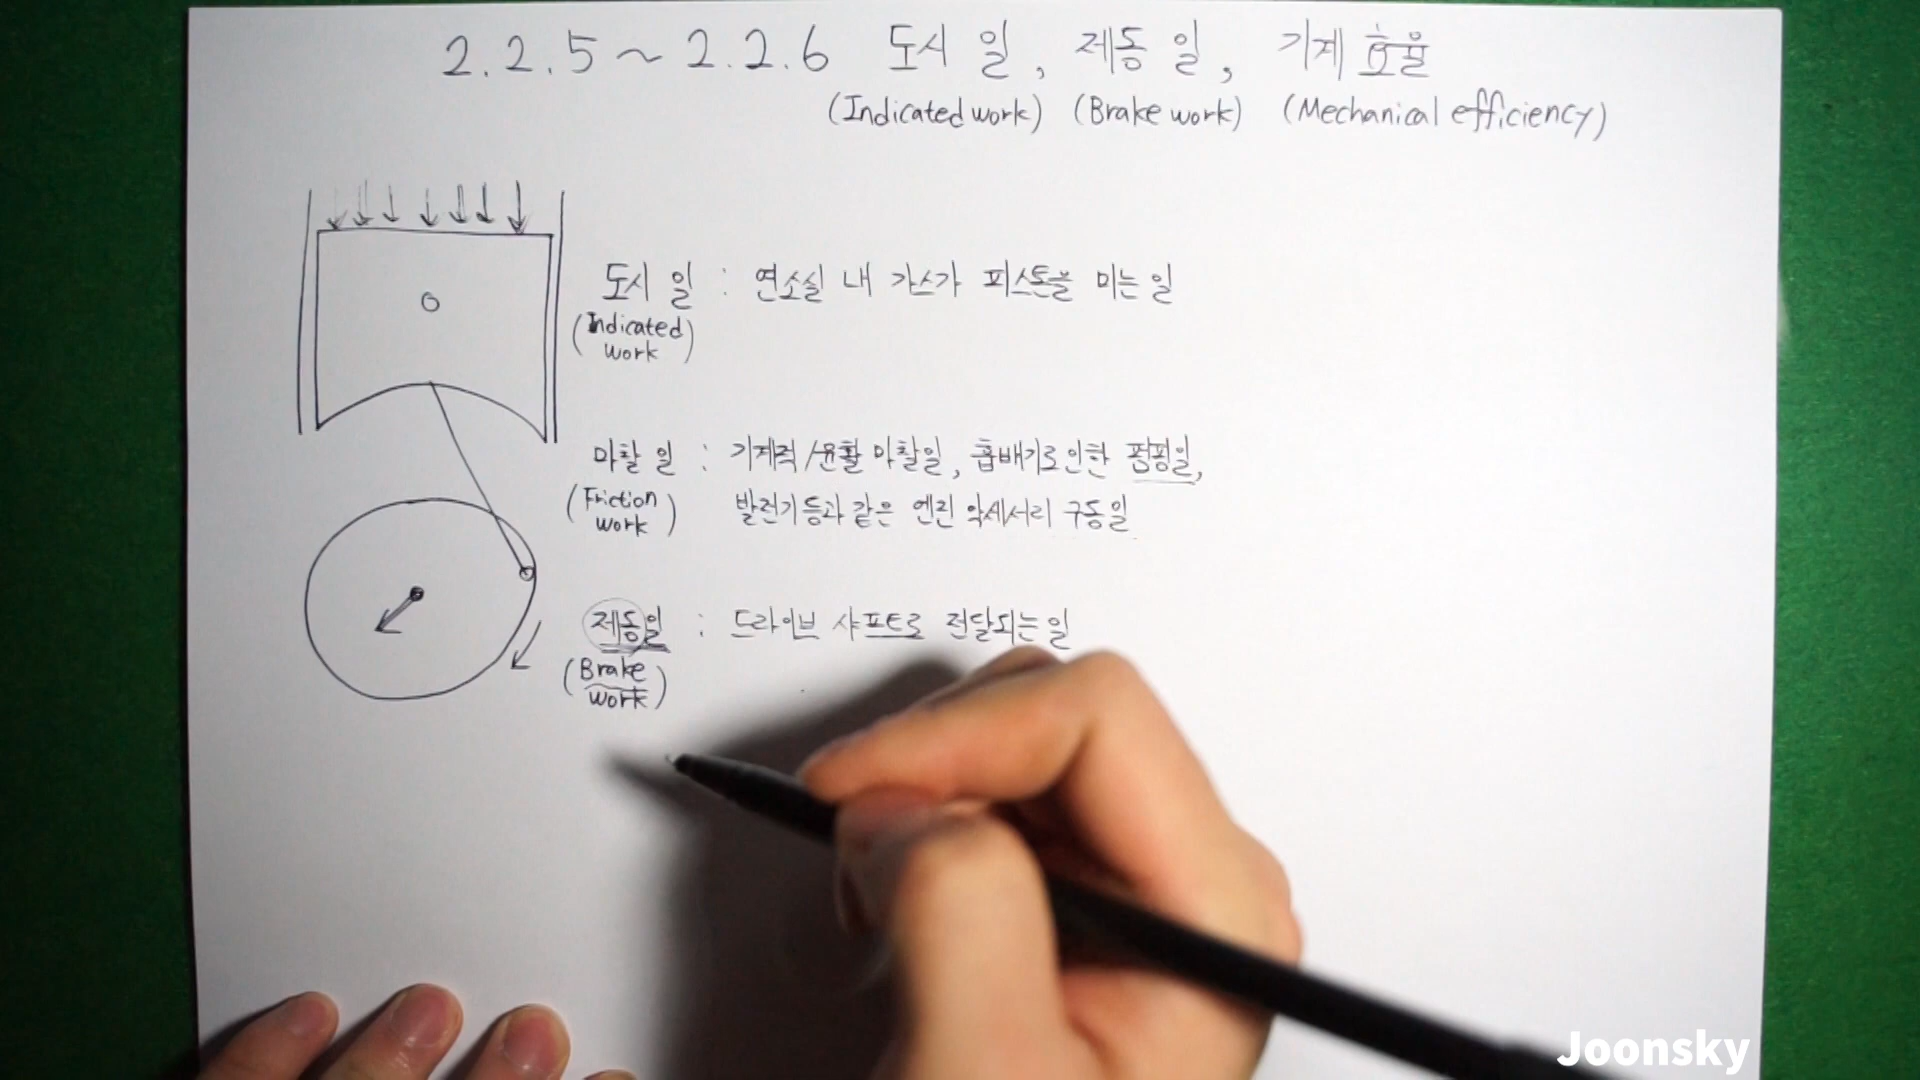 2.2.5 ~ 2.2.6 도시 일, 제동 일, 기계 효율
(Indicated work) (Brake work) (Mechanical efficiency)
도시 일 : 연소실 내 가스가 피스톤을 미는 일
(Indicated
work)
마찰 일 : 기계적/윤활 마찰일, 흡배기로 인한 펌핑일,
(Friction
work)
발전기 등과 같은 엔진 악세서리 구동일
제동일 : 드라이브 샤프트로 전달되는 일
(Brake
work)
Joonsky